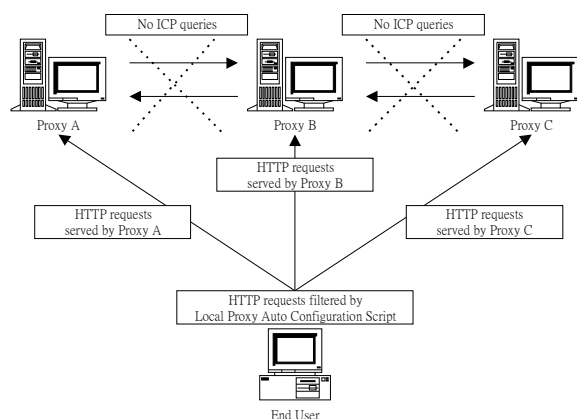 No ICP queries
No ICP queries
Proxy A
Proxy B
Proxy C
HTTP requests
served by Proxy B
HTTP requests
served by Proxy A
HTTP requests
served by Proxy C
HTTP requests filtered by
Local Proxy Auto Configuration Script
End User